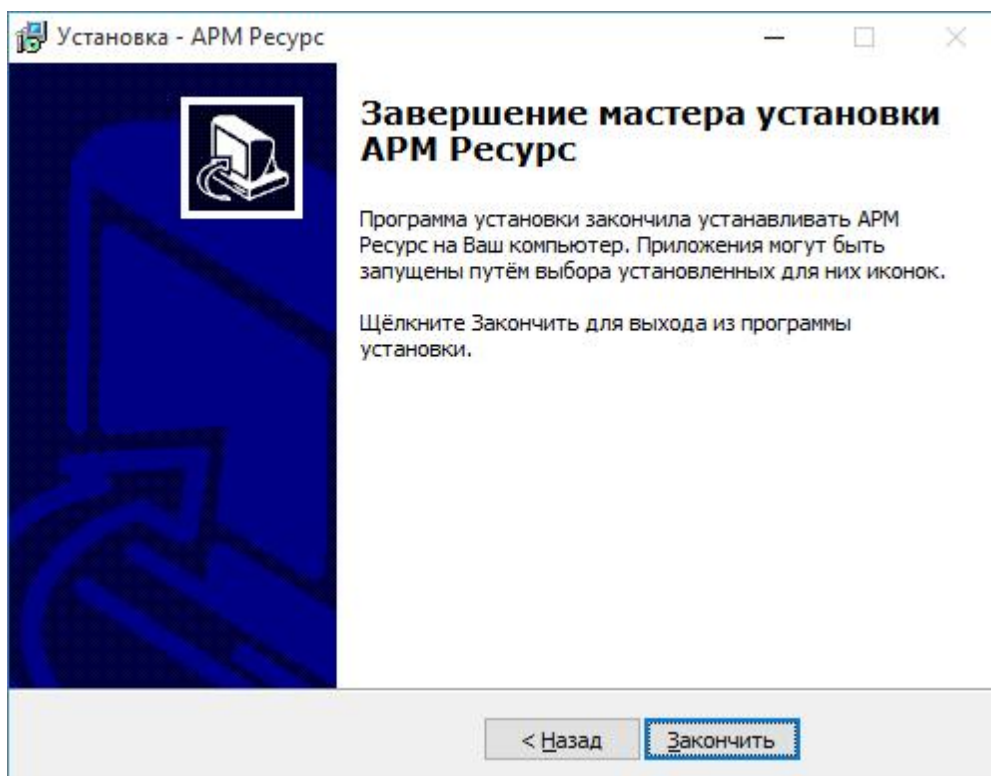 Установка - АРМ Ресурс
Завершение мастера установки
АРМ Ресурс
Программа установки закончила устанавливать АРМ
Ресурс на Ваш компьютер. Приложения могут быть
запущены путём выбора установленных для них иконок.
Щёлкните Закончить для выхода из программы
установки.
< Назад
Закончить